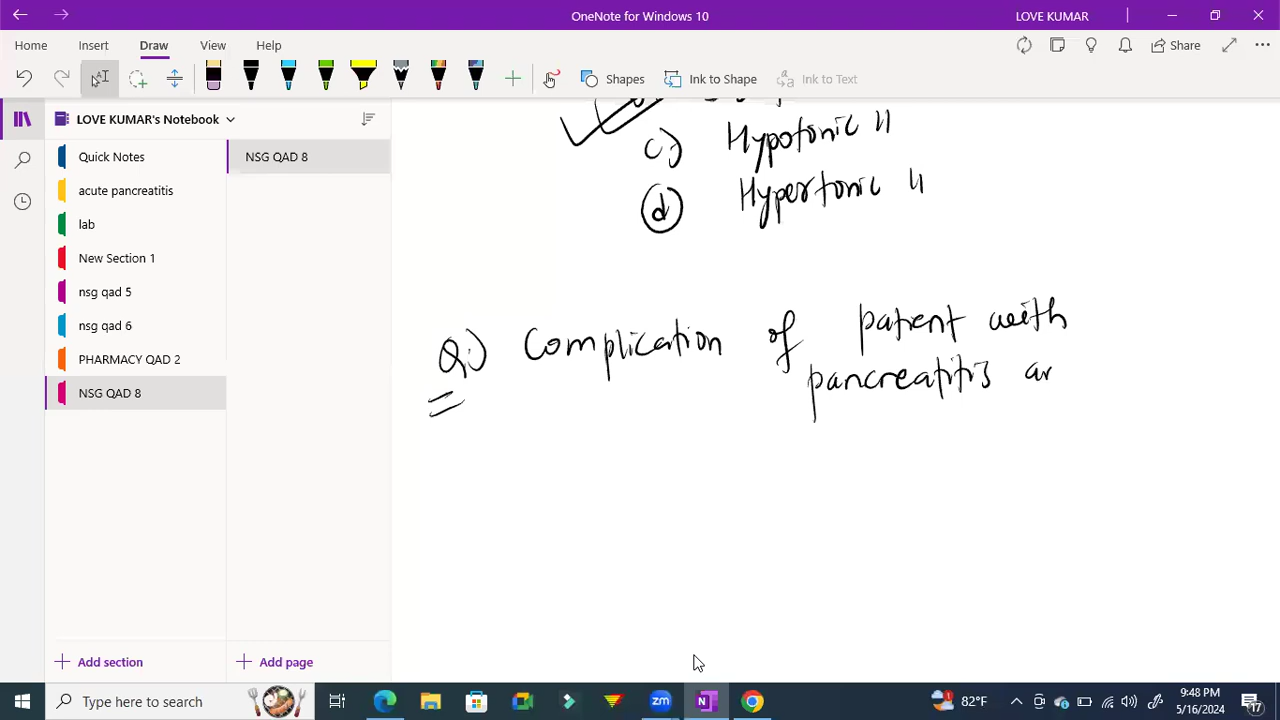 OneNote for Windows 10
LOVE KUMAR
Home Insert Draw View Help
Share
Shapes
Ink to Shape
Ink to Text
LOVE KUMAR's Notebook
Quick Notes
acute pancreatitis
lab
New Section 1
nsg qad 5
nsg qad 6
PHARMACY QAD 2
NSG QAD 8
Add section
NSG QAD 8
Add page
c) Hypotonic "
d) Hypertonic "
Q:) Complication of patient with
pancreatitis ar
Type here to search
zm
82°F
9:48 PM
5/16/2024
17